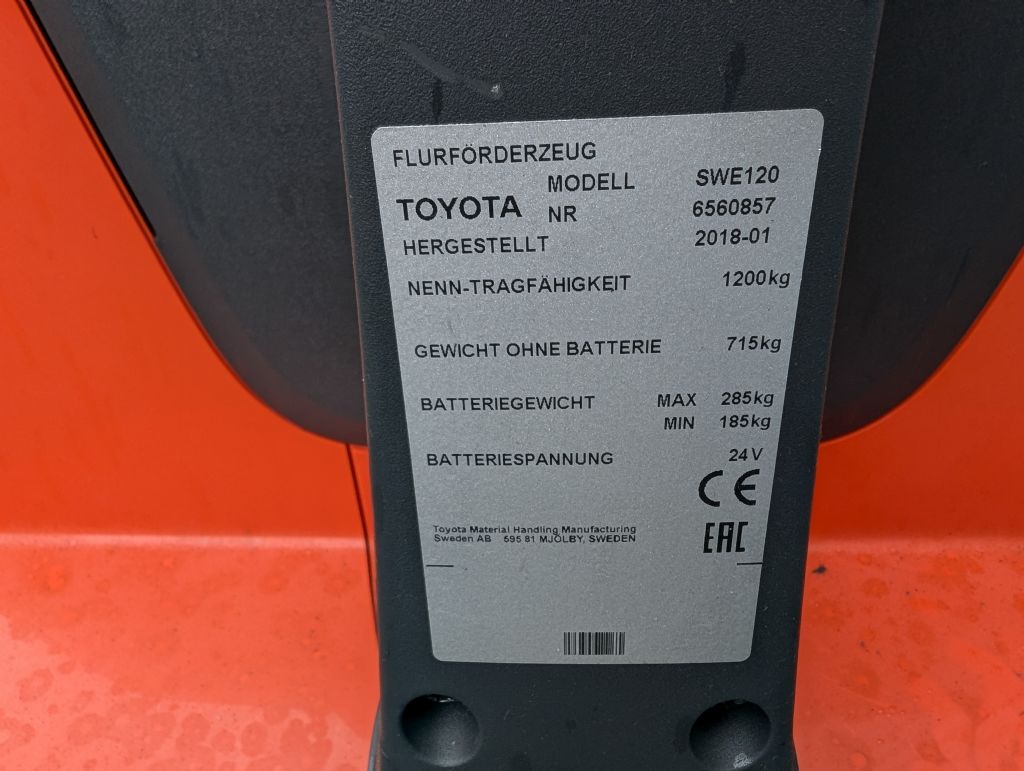 FLURFÖRDERZEUG
MODELL SWE120
TOYOTA NR 6560857
HERGESTELLT 2018-01
NENN-TRAGFÄHIGKEIT 1200kg
GEWICHT OHNE BATTERIE 715kg
BATTERIEGEWICHT MAX 285kg
MIN 185kg
BATTERIESPANNUNG 24V
CE
Toyota Material Handling Manufacturing
Sweden AB 595 81 MJÖLBY, SWEDEN
EAC